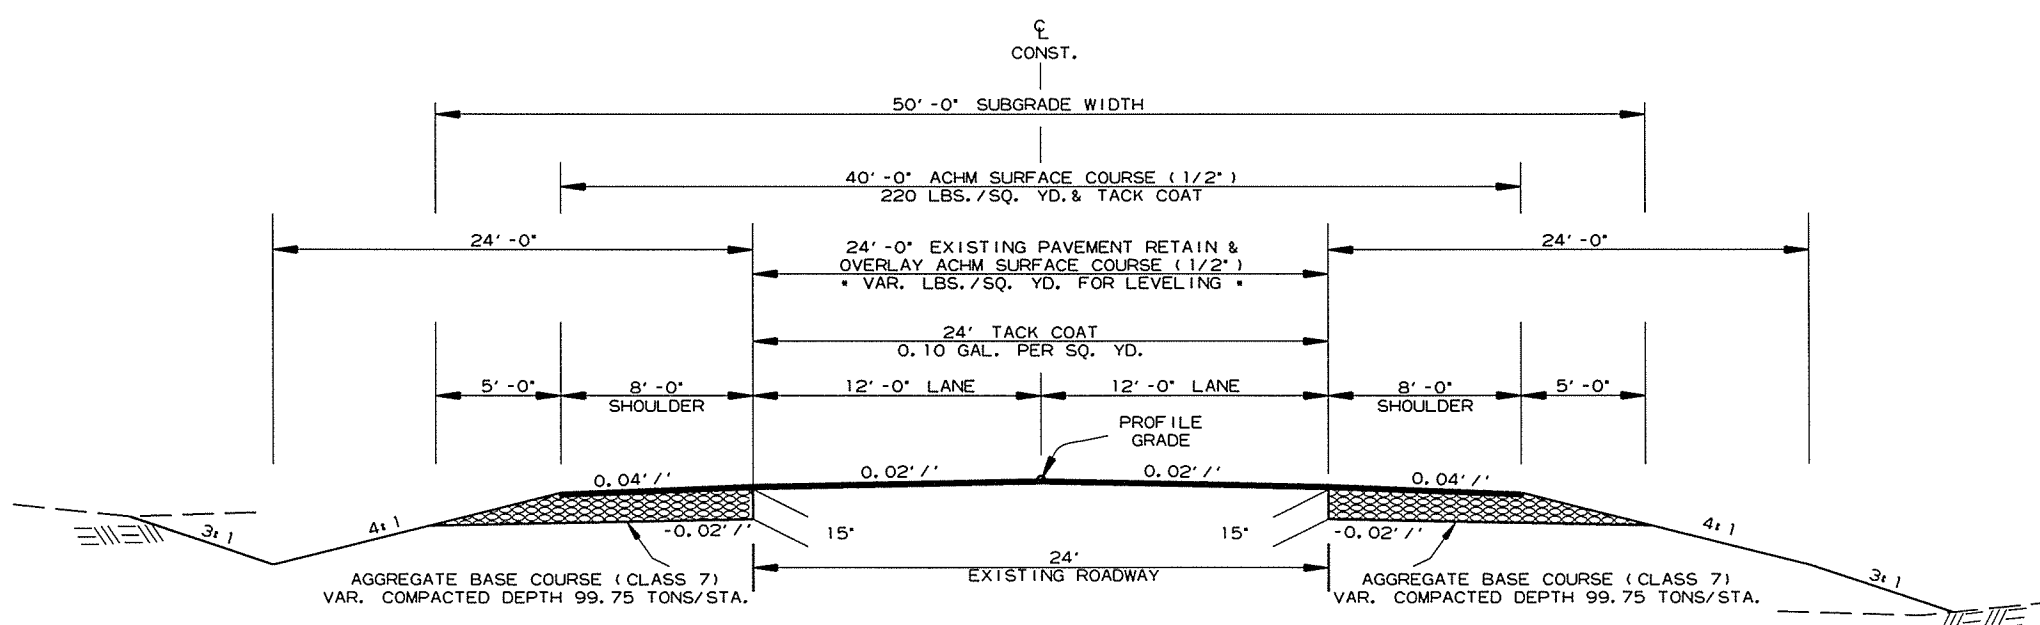 ℄
CONST.
50'-0" SUBGRADE WIDTH
40'-0" ACHM SURFACE COURSE (1/2")
220 LBS./SQ. YD.& TACK COAT
24'-0"
24'-0" EXISTING PAVEMENT RETAIN &
OVERLAY ACHM SURFACE COURSE (1/2")
* VAR. LBS./SQ. YD. FOR LEVELING *
24'-0"
24' TACK COAT
0.10 GAL. PER SQ. YD.
5'-0"
8'-0"
SHOULDER
12'-0" LANE
12'-0" LANE
8'-0"
SHOULDER
5'-0"
PROFILE
GRADE
0.04'/'
0.02'/'
0.02'/'
0.04'/'
3:1
4:1
-0.02'/'
15"
15"
-0.02'/'
4:1
3:1
24'
EXISTING ROADWAY
AGGREGATE BASE COURSE (CLASS 7)
VAR. COMPACTED DEPTH 99.75 TONS/STA.
AGGREGATE BASE COURSE (CLASS 7)
VAR. COMPACTED DEPTH 99.75 TONS/STA.